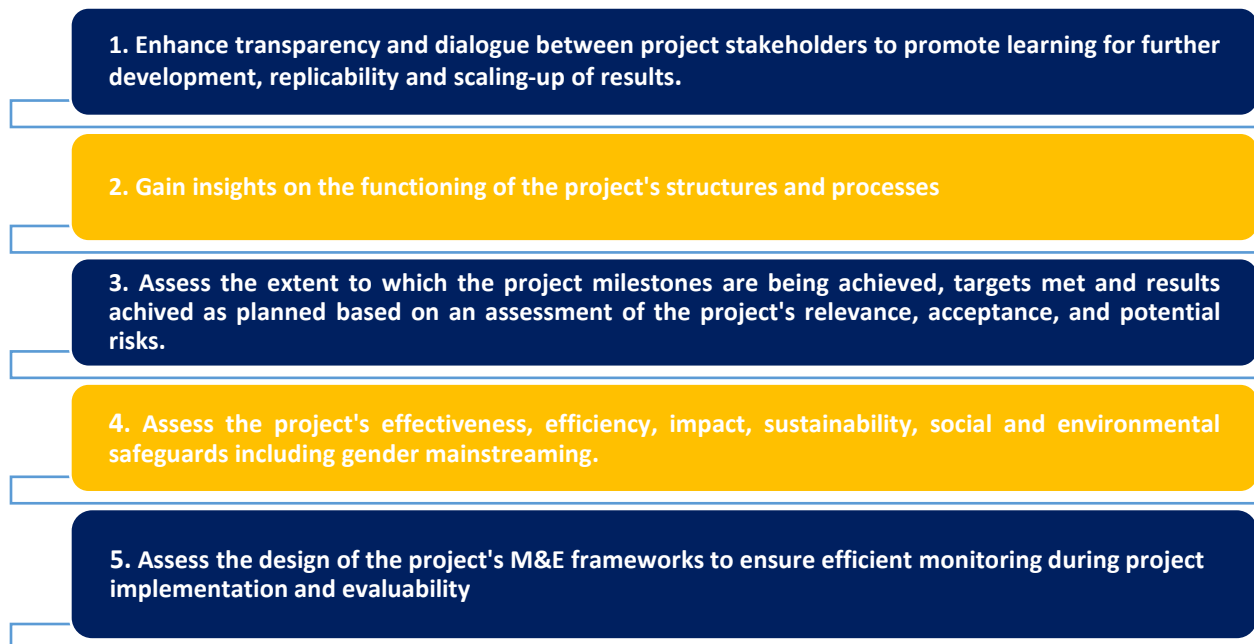 1. Enhance transparency and dialogue between project stakeholders to promote learning for further
development, replicability and scaling-up of results.
2. Gain insights on the functioning of the project's structures and processes
3. Assess the extent to which the project milestones are being achieved, targets met and results
achived as planned based on an assessment of the project's relevance, acceptance, and potential
risks.
4. Assess the project's effectiveness, efficiency, impact, sustainability, social and environmental
safeguards including gender mainstreaming.
5. Assess the design of the project's M&E frameworks to ensure efficient monitoring during project
implementation and evaluability